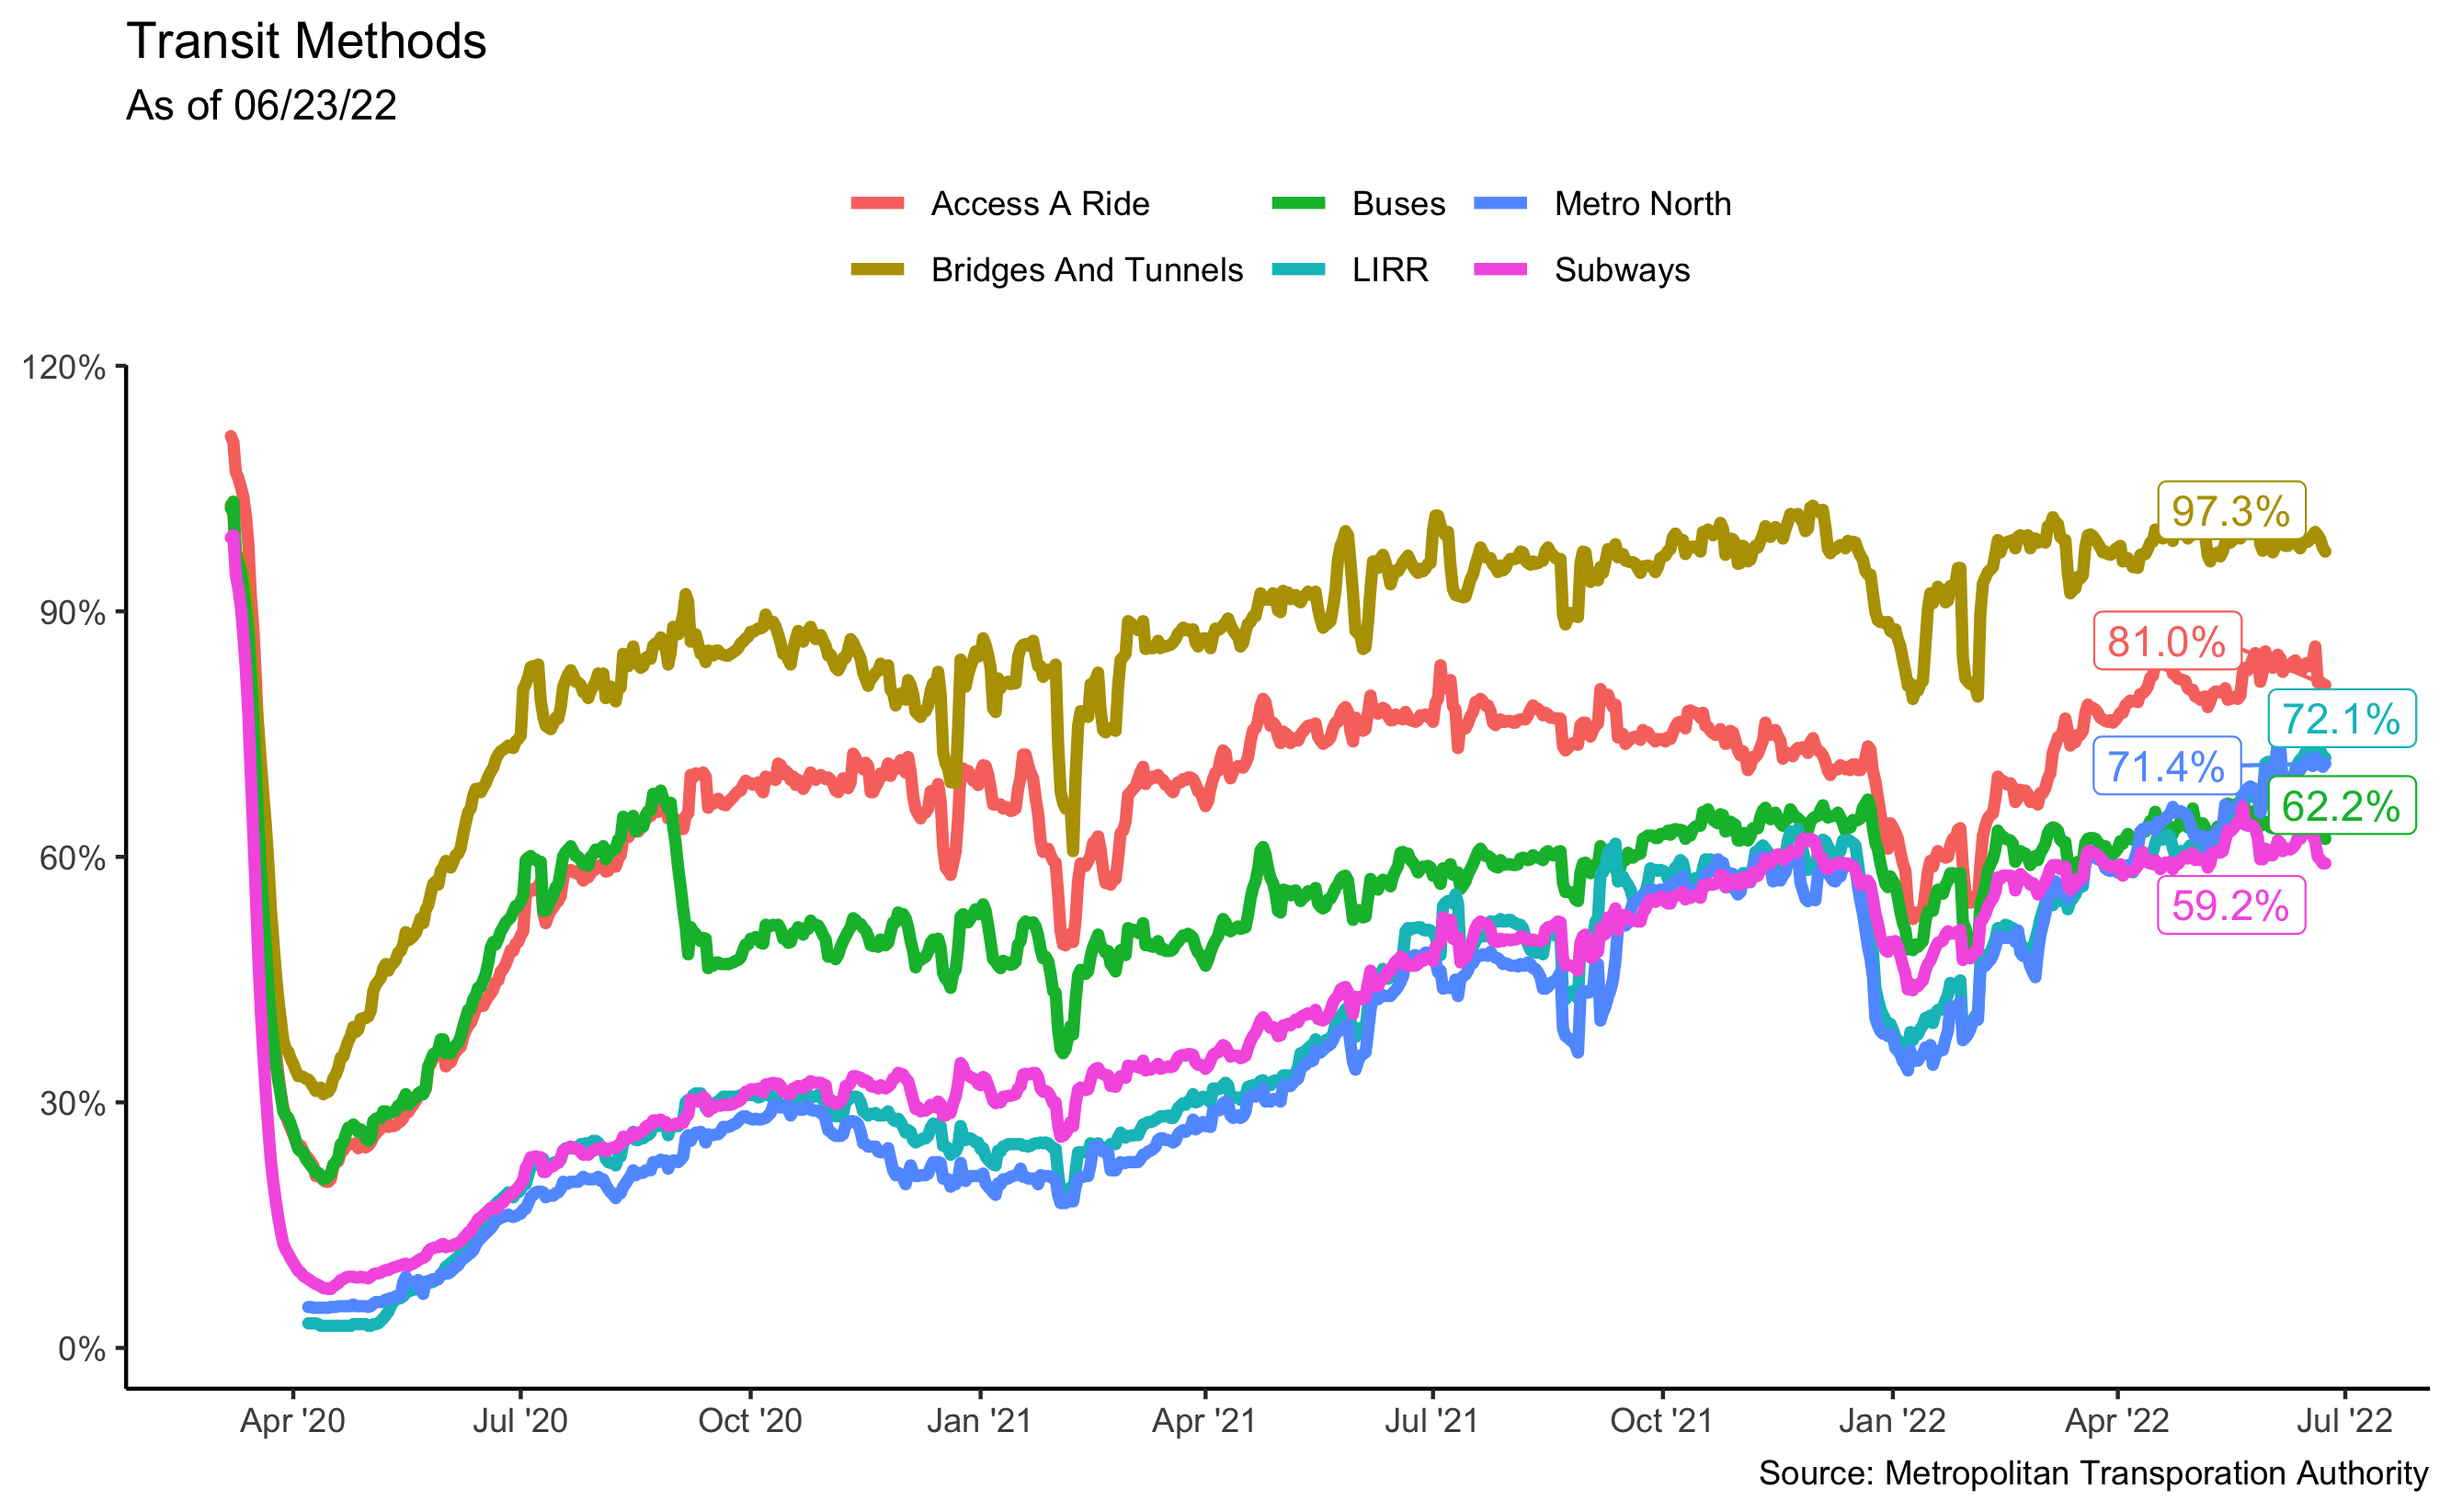 Transit Methods
As of 06/23/22
Access A Ride
Buses
Metro North
Bridges And Tunnels
LIRR
Subways
120%
90%
60%
30%
0%
97.3%
81.0%
72.1%
71.4%
62.2%
59.2%
Apr '20
Jul '20
Oct '20
Jan '21
Apr '21
Jul '21
Oct '21
Jan '22
Apr '22
Jul '22
Source: Metropolitan Transporation Authority